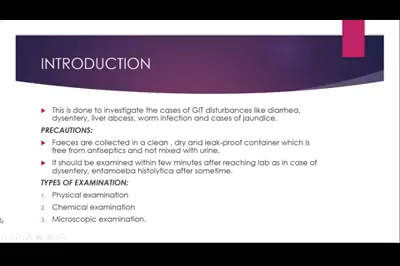 INTRODUCTION
This is done to investigate the cases of GIT disturbances like diarrhea,
dysentery, liver abcess, worm infection and cases of jaundice.
PRECAUTIONS:
Faeces are collected in a clean , dry and leak-proof container which is
free from antiseptics and not mixed with urine.
It should be examined within few minutes after reaching lab as in case of
dysentery, entamoeba histolytica after sometime.
TYPES OF EXAMINATION:
1. Physical examination
2. Chemical examination
3. Microscopic examination.